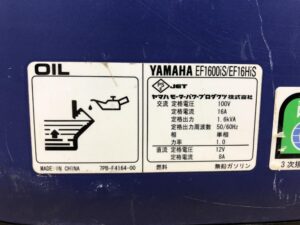 OIL
MADE IN CHINA 7PB-F4164-00
YAMAHA EF1600iS/EF16HiS
JET
ヤマハモーターパワープロダクツ株式会社
交流 定格電圧 100V
定格電流 16A
定格出力 1.6kVA
定格出力周波数 50/60Hz
相 単相
力率 1.0
直流 定格電圧 12V
定格電流 8A
燃料 無鉛ガソリン
3次規